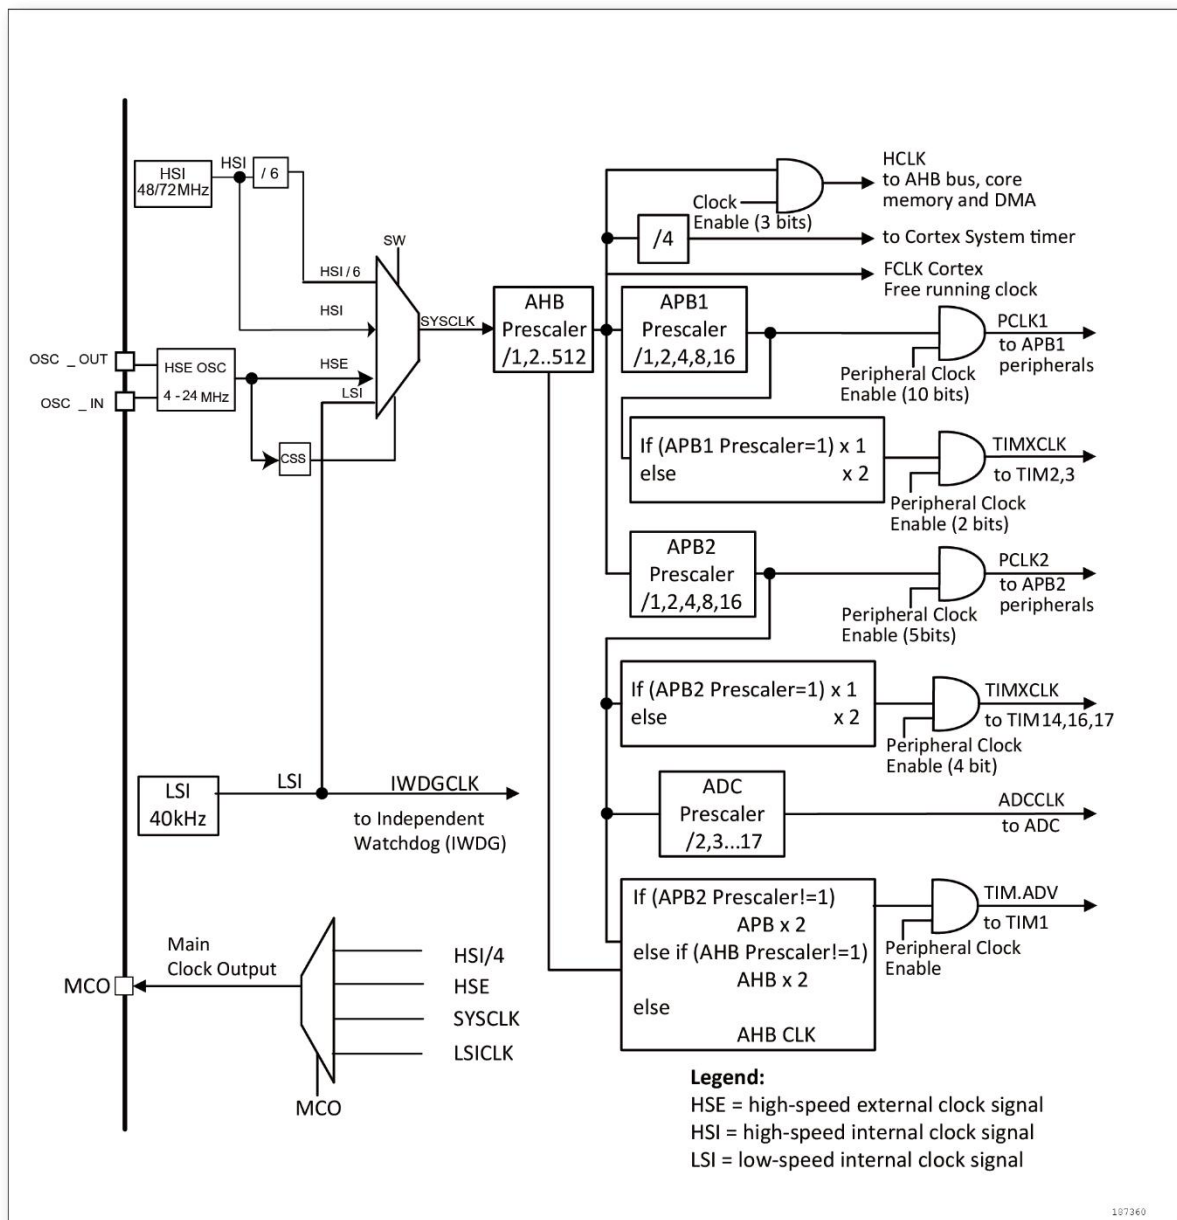 HSI
48/72MHz
HSI
/ 6
SW
HSI / 6
HSI
HSE
LSI
SYSCLK
OSC _ OUT
OSC _ IN
HSE OSC
4 - 24 MHz
CSS
AHB
Prescaler
/1,2..512
Clock
Enable (3 bits)
HCLK
to AHB bus, core
memory and DMA
/4
to Cortex System timer
FCLK Cortex
Free running clock
APB1
Prescaler
/1,2,4,8,16
Peripheral Clock
Enable (10 bits)
PCLK1
to APB1
peripherals
If (APB1 Prescaler=1) x 1
else x 2
Peripheral Clock
Enable (2 bits)
TIMXCLK
to TIM2,3
APB2
Prescaler
/1,2,4,8,16
Peripheral Clock
Enable (5bits)
PCLK2
to APB2
peripherals
If (APB2 Prescaler=1) x 1
else x 2
Peripheral Clock
Enable (4 bit)
TIMXCLK
to TIM14,16,17
LSI
40kHz
LSI
IWDGCLK
to Independent
Watchdog (IWDG)
ADC
Prescaler
/2,3...17
ADCCLK
to ADC
If (APB2 Prescaler!=1)
APB x 2
else if (AHB Prescaler!=1)
AHB x 2
else
AHB CLK
Peripheral Clock
Enable
TIM.ADV
to TIM1
MCO
Main
Clock Output
HSI/4
HSE
SYSCLK
LSICLK
MCO
Legend:
HSE = high-speed external clock signal
HSI = high-speed internal clock signal
LSI = low-speed internal clock signal
187360